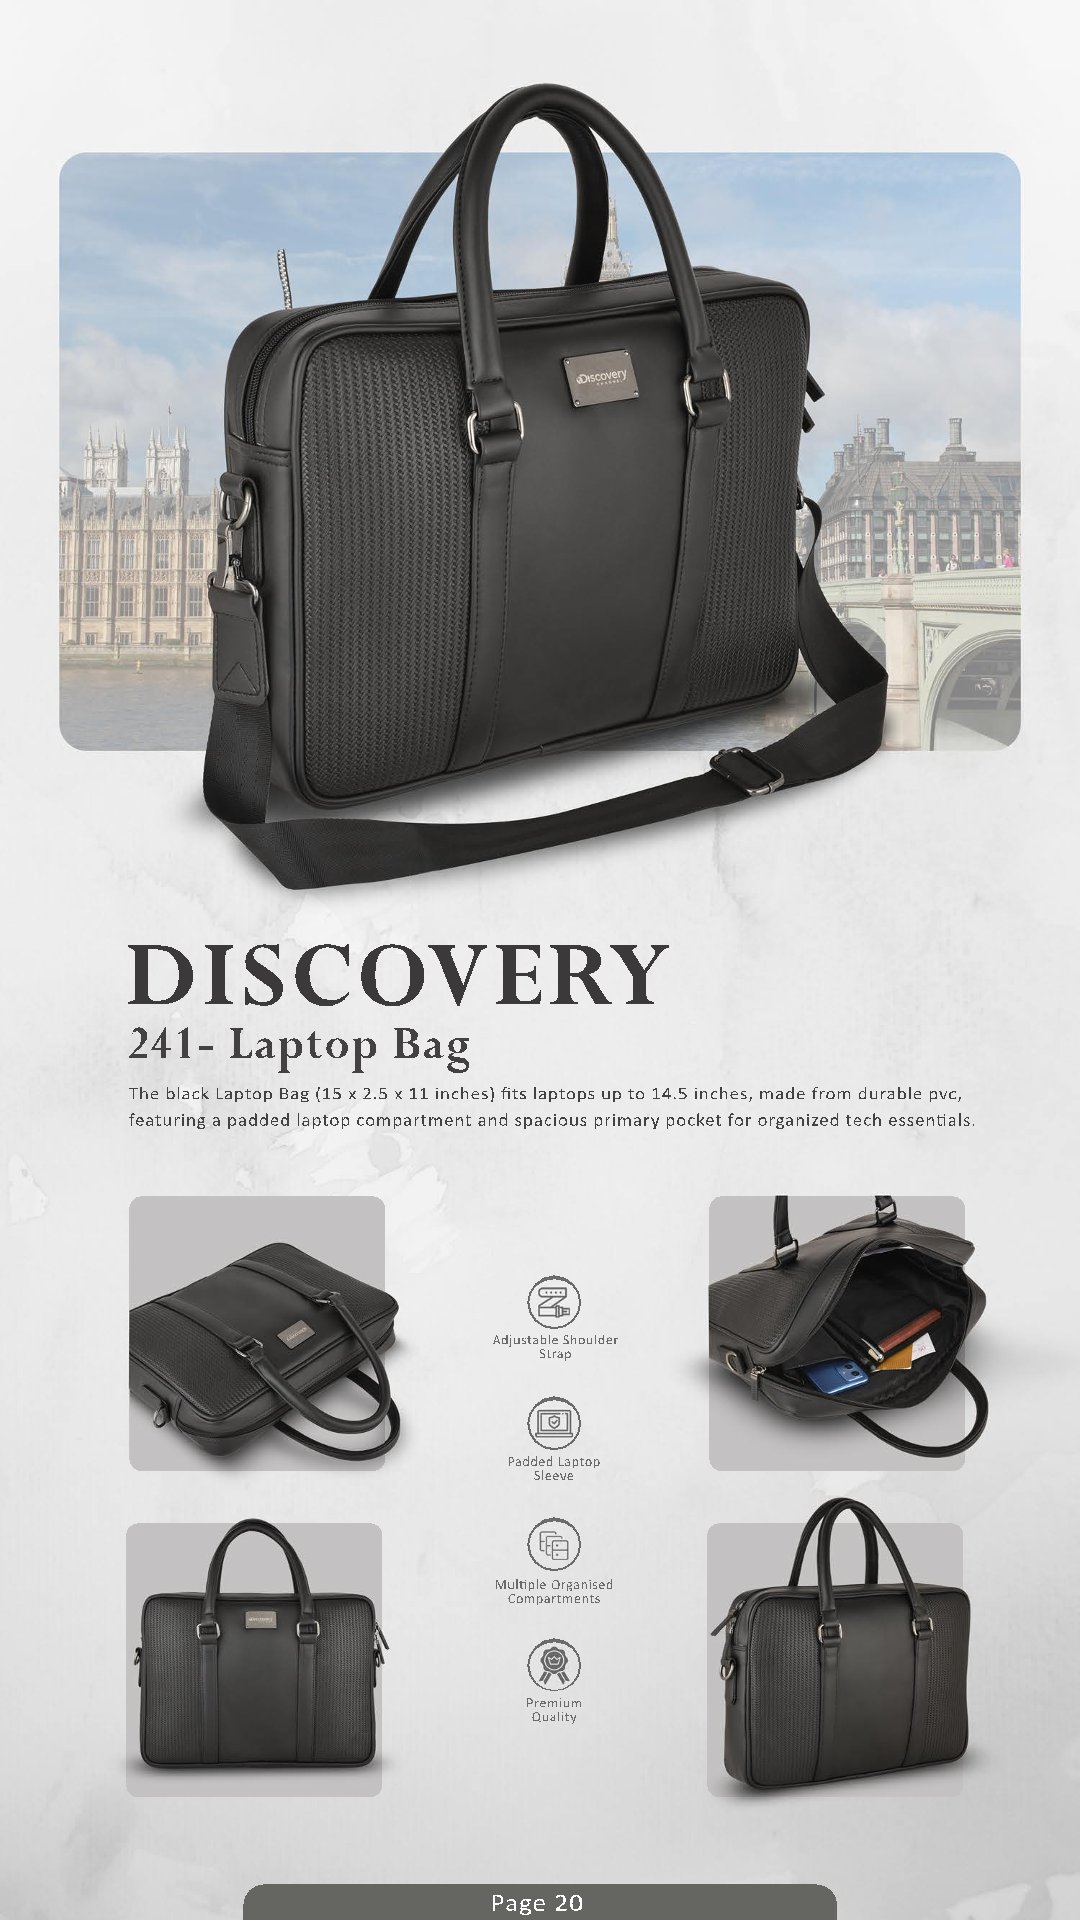 Discovery
CHANNEL
DISCOVERY
241- Laptop Bag
The black Laptop Bag (15 x 2.5 x 11 inches) fits laptops up to 14.5 inches, made from durable pvc,
featuring a padded laptop compartment and spacious primary pocket for organized tech essentials.
Adjustable Shoulder
Strap
Padded Laptop
Sleeve
Multiple Organised
Compartments
Premium
Quality
Page 20